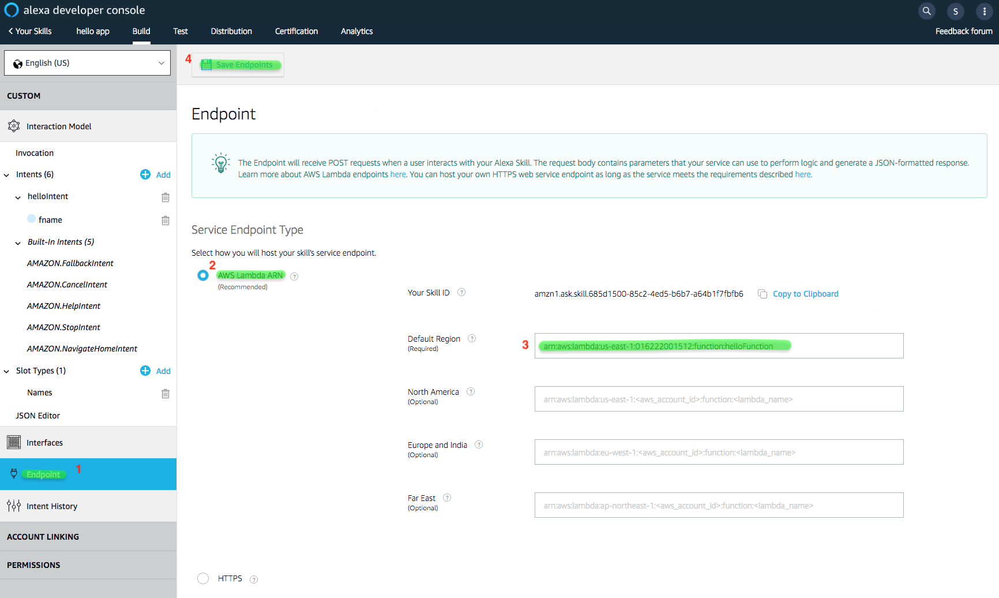 alexa developer console
S
Your Skills
hello app
Build
Test
Distribution
Certification
Analytics
Feedback forum
English (US)
4
Save Endpoints
CUSTOM
Interaction Model
Invocation
Intents (6)
Add
helloIntent
fname
Built-In Intents (5)
AMAZON.FallbackIntent
AMAZON.CancelIntent
AMAZON.HelpIntent
AMAZON.StopIntent
AMAZON.NavigateHomeIntent
Slot Types (1)
Add
Names
JSON Editor
Interfaces
Endpoint
1
Intent History
ACCOUNT LINKING
PERMISSIONS
Endpoint
The Endpoint will receive POST requests when a user interacts with your Alexa Skill. The request body contains parameters that your service can use to perform logic and generate a JSON-formatted response.
Learn more about AWS Lambda endpoints here. You can host your own HTTPS web service endpoint as long as the service meets the requirements described here.
Service Endpoint Type
Select how you will host your skill's service endpoint.
2
AWS Lambda ARN ?
(Recommended)
Your Skill ID ?
amzn1.ask.skill.685d1500-85c2-4ed5-b6b7-a64b1f7fbfb6
Copy to Clipboard
Default Region ?
(Required)
3
arn:aws:lambda:us-east-1:016222001512:function:helloFunction
North America ?
(Optional)
arn:aws:lambda:us-east-1:<aws_account_id>:function:<lambda_name>
Europe and India ?
(Optional)
arn:aws:lambda:eu-west-1:<aws_account_id>:function:<lambda_name>
Far East ?
(Optional)
arn:aws:lambda:ap-northeast-1:<aws_account_id>:function:<lambda_name>
HTTPS ?